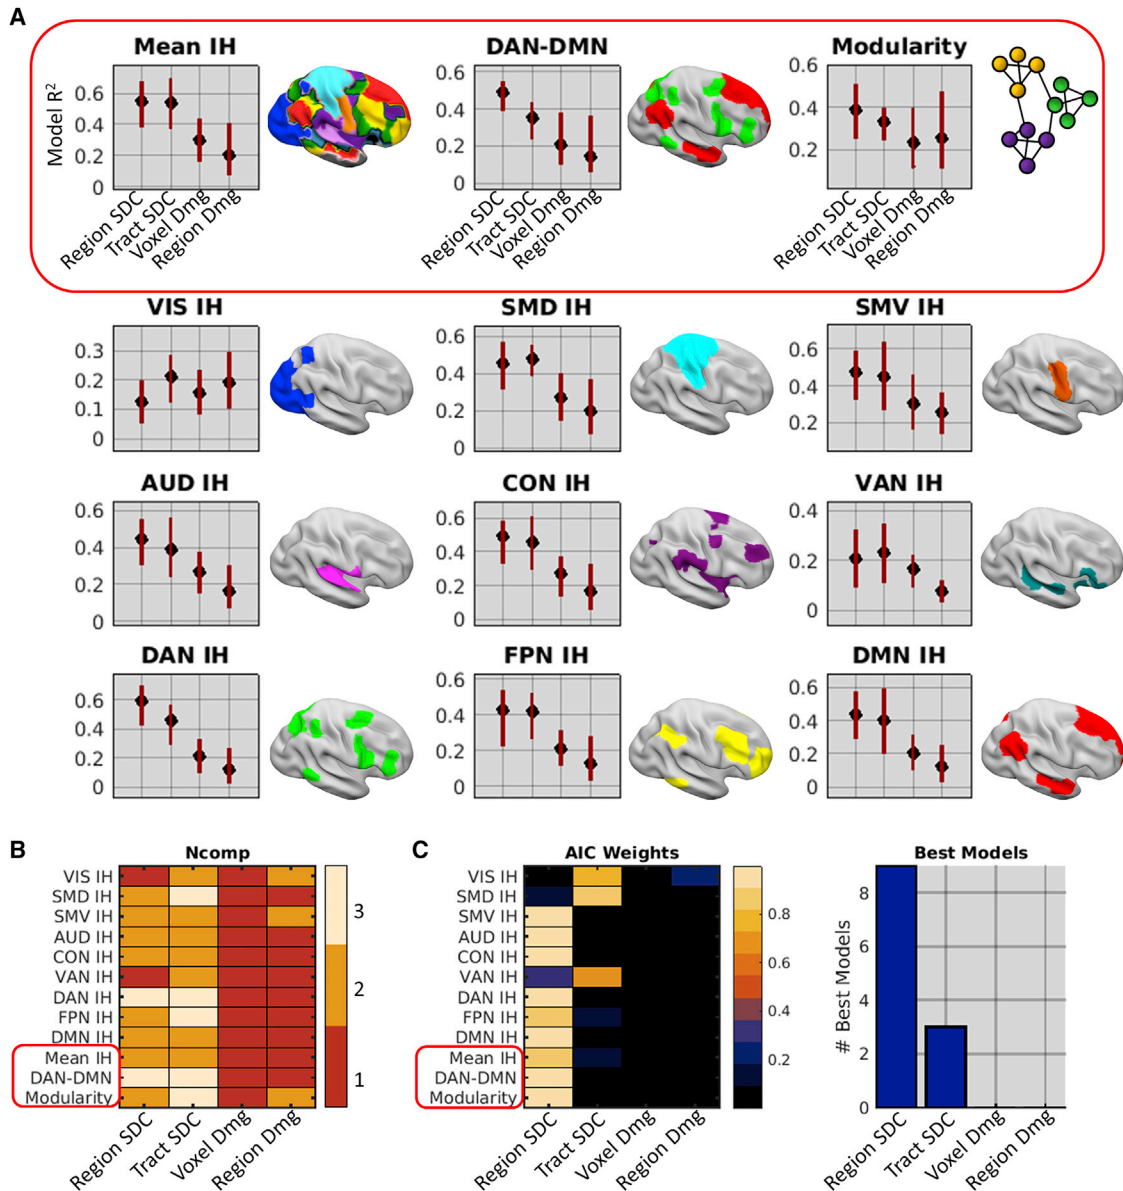 A
Mean IH
DAN-DMN
Modularity
Model R²
0.6
0.4
0.2
0
0.6
0.4
0.2
0
0.6
0.4
0.2
Region SDC
Tract SDC
Voxel Dmg
Region Dmg
Region SDC
Tract SDC
Voxel Dmg
Region Dmg
Region SDC
Tract SDC
Voxel Dmg
Region Dmg
VIS IH
SMD IH
SMV IH
0.3
0.2
0.1
0
0.6
0.4
0.2
0
0.6
0.4
0.2
AUD IH
CON IH
VAN IH
0.6
0.4
0.2
0
0.6
0.4
0.2
0
0.4
0.2
0
DAN IH
FPN IH
DMN IH
0.6
0.4
0.2
0
0.6
0.4
0.2
0
0.6
0.4
0.2
0
B
Ncomp
VIS IH
SMD IH
SMV IH
AUD IH
CON IH
VAN IH
DAN IH
FPN IH
DMN IH
Mean IH
DAN-DMN
Modularity
3
2
1
Region SDC
Tract SDC
Voxel Dmg
Region Dmg
C
AIC Weights
VIS IH
SMD IH
SMV IH
AUD IH
CON IH
VAN IH
DAN IH
FPN IH
DMN IH
Mean IH
DAN-DMN
Modularity
0.8
0.6
0.4
0.2
Region SDC
Tract SDC
Voxel Dmg
Region Dmg
Best Models
# Best Models
8
6
4
2
0
Region SDC
Tract SDC
Voxel Dmg
Region Dmg